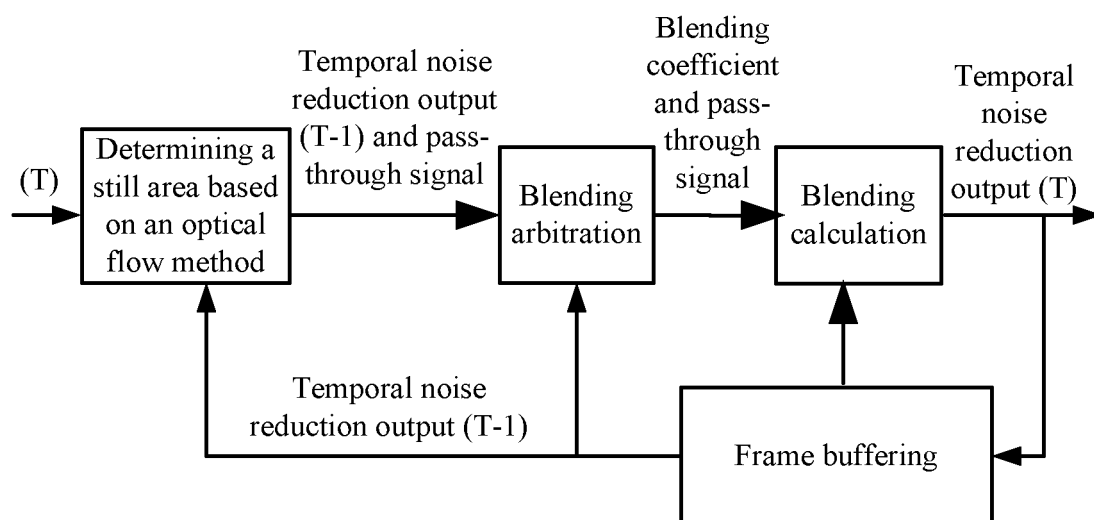 (T)
Determining a
still area based
on an optical
flow method
Temporal noise
reduction output
(T-1) and pass-
through signal
Blending
arbitration
Blending
coefficient
and pass-
through
signal
Blending
calculation
Temporal
noise
reduction
output (T)
Temporal noise
reduction output (T-1)
Frame buffering